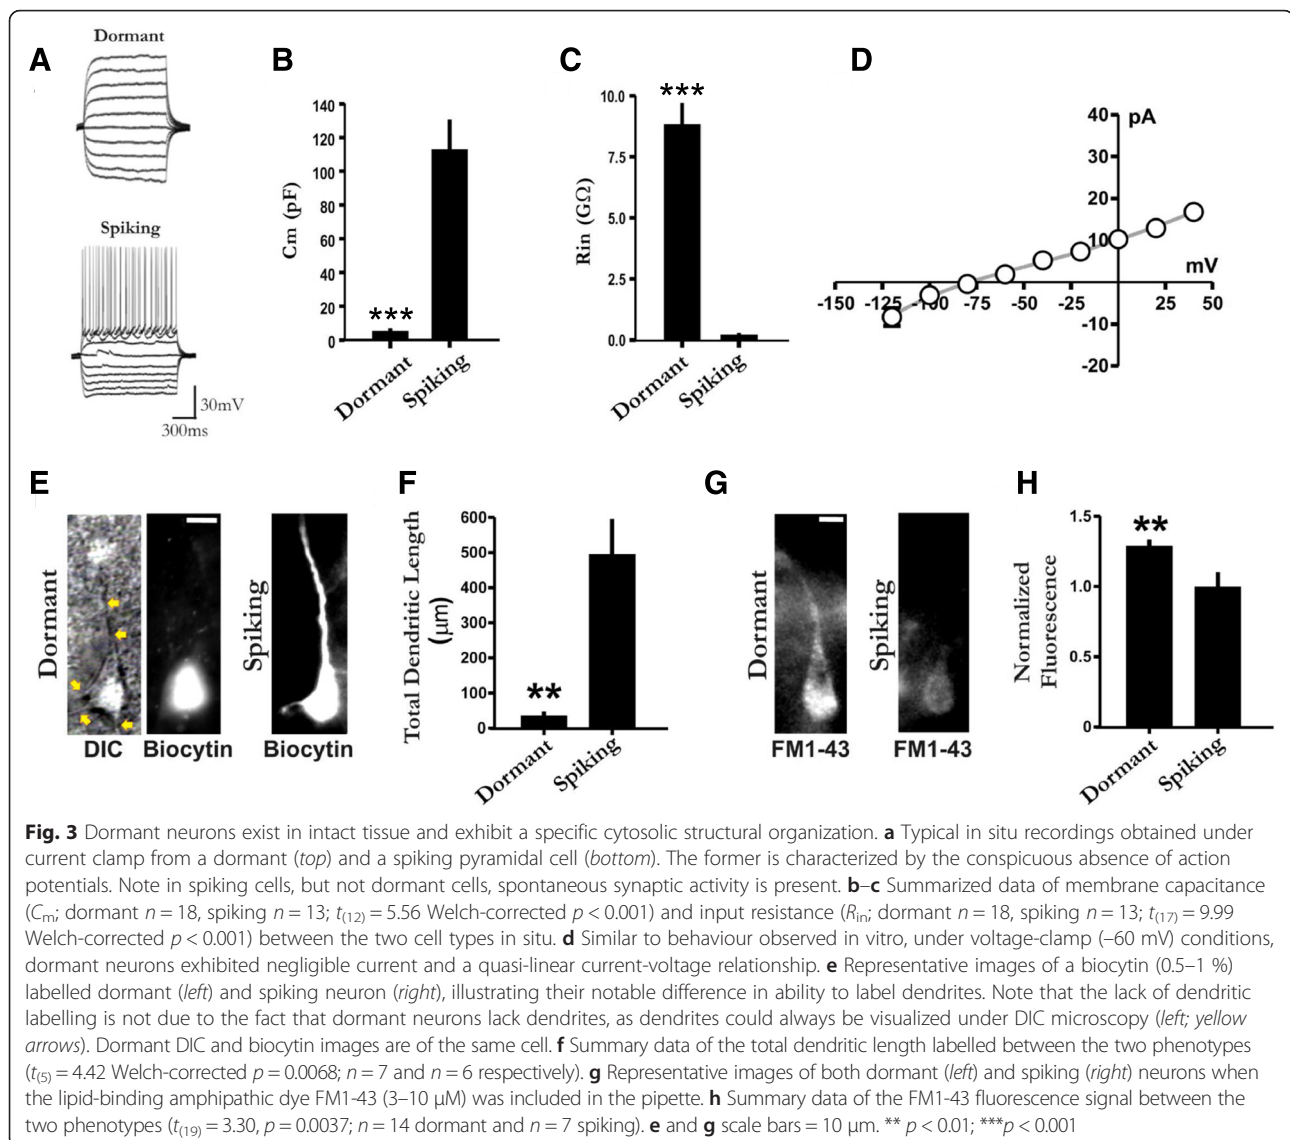 A
Dormant
Spiking
30mV
300ms
B
Cm (pF)
140
120
100
80
60
40
20
0
***
Dormant
Spiking
C
Rin (GΩ)
10.0
7.5
5.0
2.5
0.0
***
Dormant
Spiking
D
40
pA
30
20
10
mV
-150
-125
-100
-75
-50
-25
25
50
-10
-20
E
Dormant
DIC
Biocytin
Spiking
Biocytin
F
Total Dendritic Length
(μm)
600
500
400
300
200
100
0
**
Dormant
Spiking
G
Dormant
FM1-43
Spiking
FM1-43
H
Normalized
Fluorescence
1.5
1.0
0.5
0
**
Dormant
Spiking
Fig. 3 Dormant neurons exist in intact tissue and exhibit a specific cytosolic structural organization. a Typical in situ recordings obtained under
current clamp from a dormant (top) and a spiking pyramidal cell (bottom). The former is characterized by the conspicuous absence of action
potentials. Note in spiking cells, but not dormant cells, spontaneous synaptic activity is present. b–c Summarized data of membrane capacitance
(Cm; dormant n = 18, spiking n = 13; t(12) = 5.56 Welch-corrected p < 0.001) and input resistance (Rin; dormant n = 18, spiking n = 13; t(17) = 9.99
Welch-corrected p < 0.001) between the two cell types in situ. d Similar to behaviour observed in vitro, under voltage-clamp (−60 mV) conditions,
dormant neurons exhibited negligible current and a quasi-linear current-voltage relationship. e Representative images of a biocytin (0.5–1 %)
labelled dormant (left) and spiking neuron (right), illustrating their notable difference in ability to label dendrites. Note that the lack of dendritic
labelling is not due to the fact that dormant neurons lack dendrites, as dendrites could always be visualized under DIC microscopy (left; yellow
arrows). Dormant DIC and biocytin images are of the same cell. f Summary data of the total dendritic length labelled between the two phenotypes
(t(5) = 4.42 Welch-corrected p = 0.0068; n = 7 and n = 6 respectively). g Representative images of both dormant (left) and spiking (right) neurons when
the lipid-binding amphipathic dye FM1-43 (3–10 μM) was included in the pipette. h Summary data of the FM1-43 fluorescence signal between the
two phenotypes (t(19) = 3.30, p = 0.0037; n = 14 dormant and n = 7 spiking). e and g scale bars = 10 μm. ** p < 0.01; ***p < 0.001